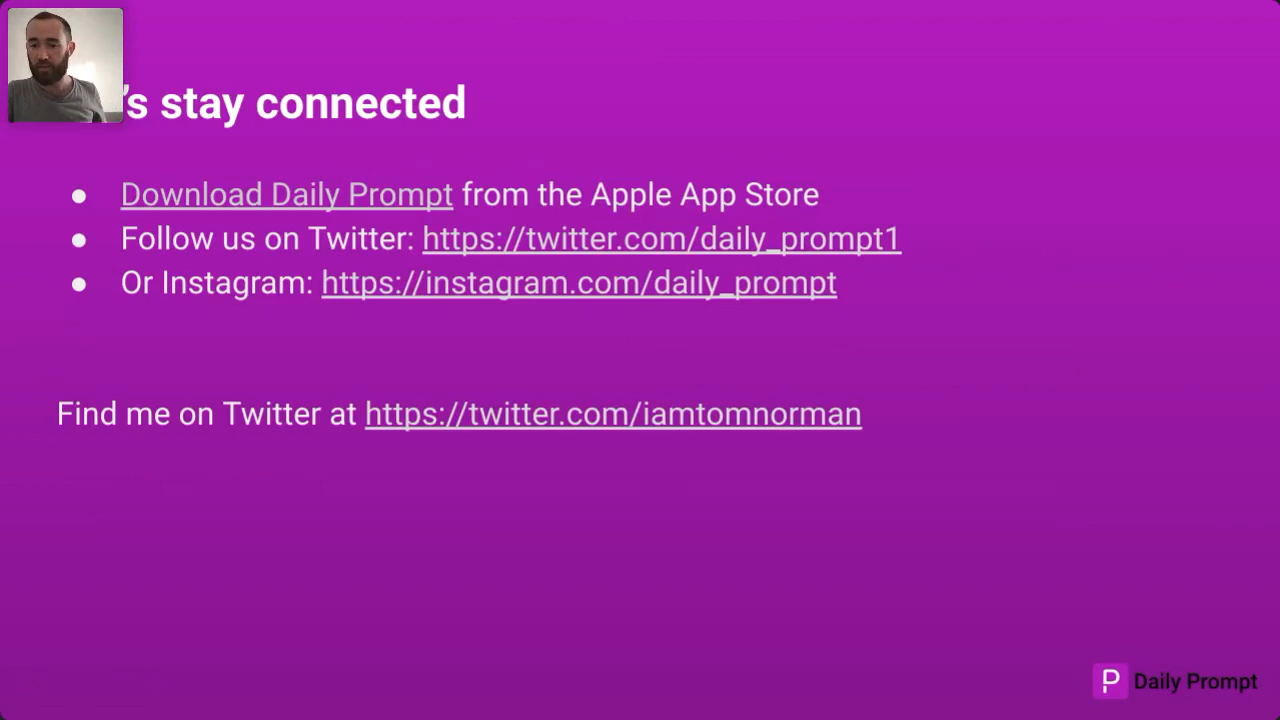 ’s stay connected
● Download Daily Prompt from the Apple App Store
● Follow us on Twitter: https://twitter.com/daily_prompt1
● Or Instagram: https://instagram.com/daily_prompt
Find me on Twitter at https://twitter.com/iamtomnorman
P Daily Prompt